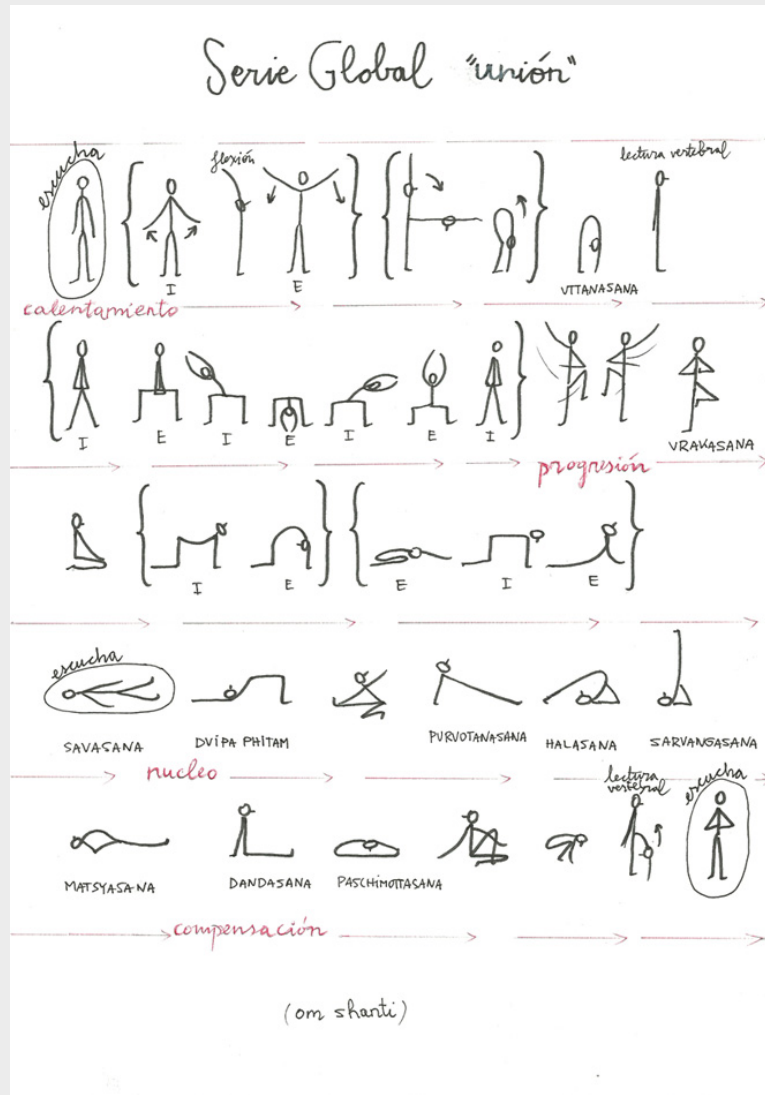 Serie Global "unión"
escucha
flexión
lectura vertebral
I
E
UTTANASANA
calentamiento
I
E
I
E
I
E
I
VRAKASANA
progresión
I
E
E
I
E
escucha
SAVASANA
DVIPA PHITAM
PURVOTANASANA
HALASANA
SARVANGASANA
nucleo
lectura
vertebral
escucha
MATSYASANA
DANDASANA
PASCHIMOTTASANA
compensación
(om shanti)